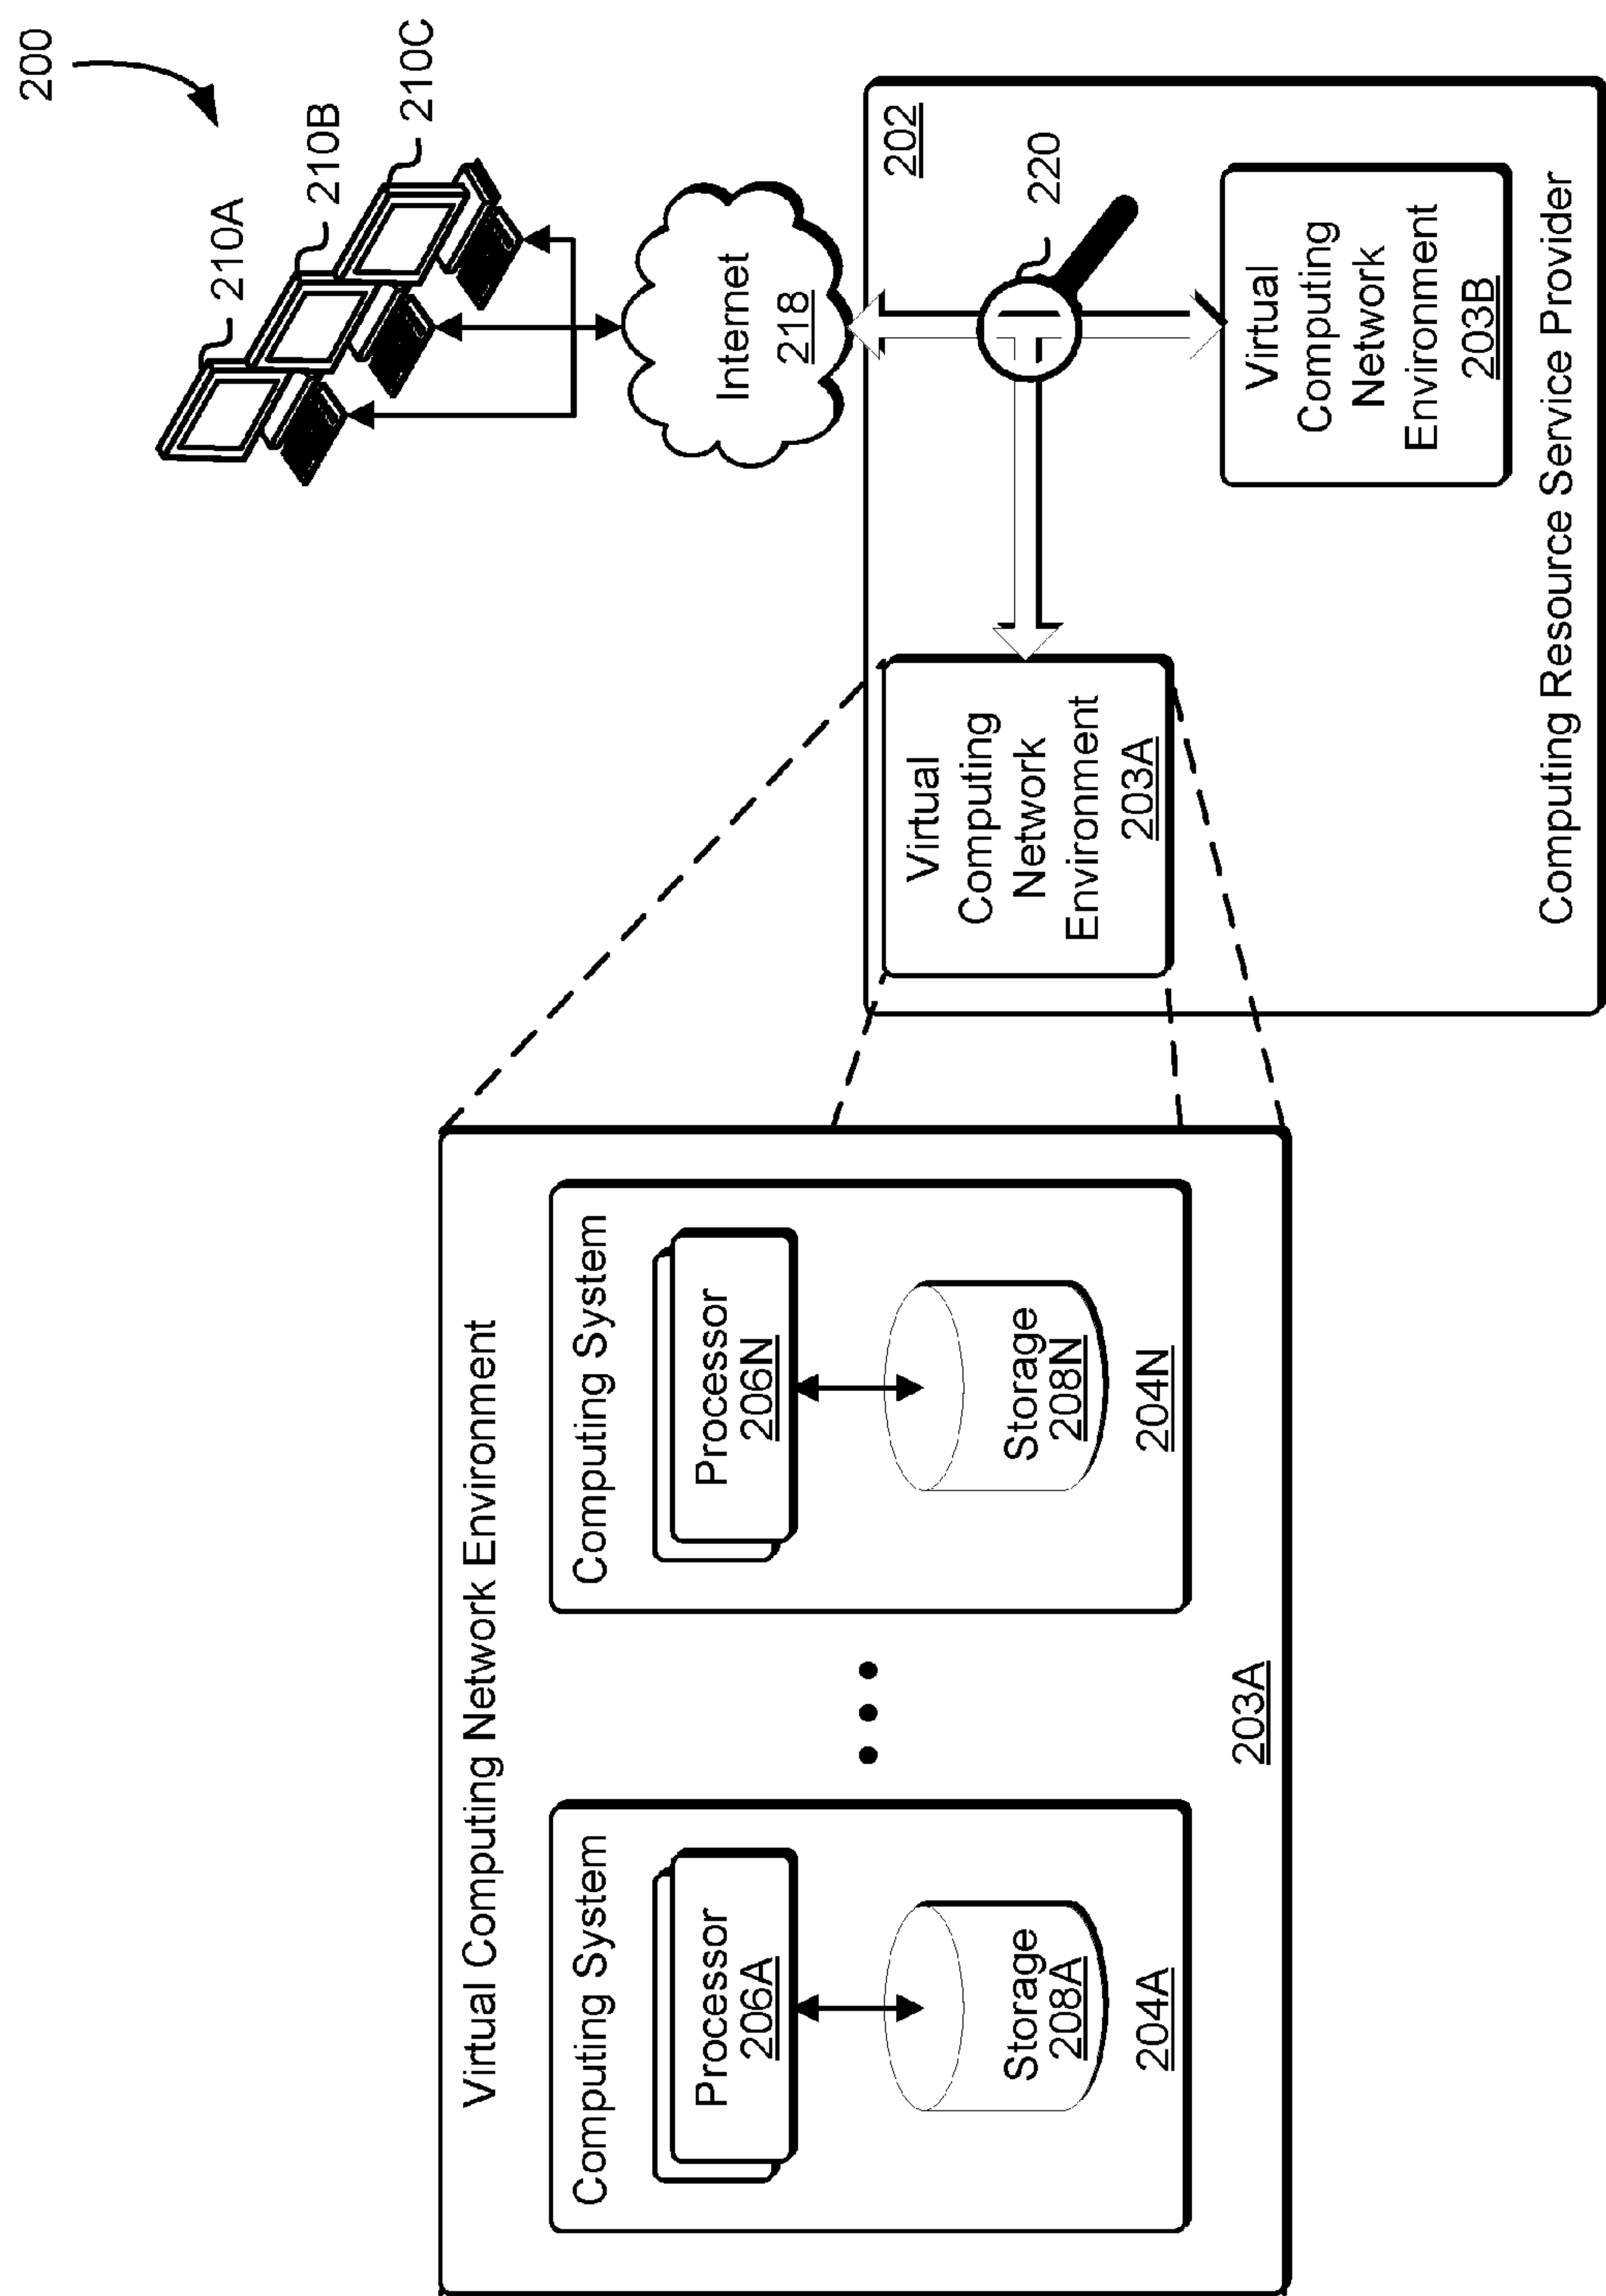 200
210A
210B
210C
Internet
218
202
220
Virtual
Computing
Network
Environment
203A
Virtual
Computing
Network
Environment
203B
Computing Resource Service Provider
Virtual Computing Network Environment
Computing System
Processor
206A
Storage
208A
204A
Computing System
Processor
206N
Storage
208N
204N
203A